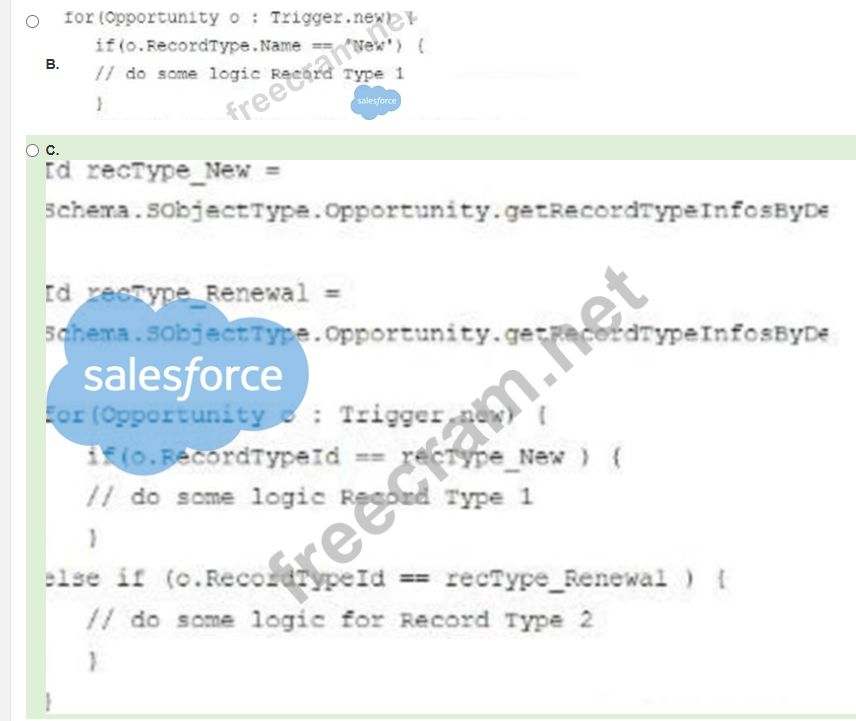 for(Opportunity o : Trigger.new) {
if(o.RecordType.Name == 'New') {
B.
// do some logic Record Type 1
}
freecram.net
salesforce
C.
Id recType_New =
Schema.SObjectType.Opportunity.getRecordTypeInfosByDe
Id recType_Renewal =
Schema.SObjectType.Opportunity.getRecordTypeInfosByDe
salesforce
for(Opportunity o : Trigger.new) {
if(o.RecordTypeId == recType_New ) {
// do some logic Record Type 1
}
else if (o.RecordTypeId == recType_Renewal ) {
// do some logic for Record Type 2
}
}
freecram.net